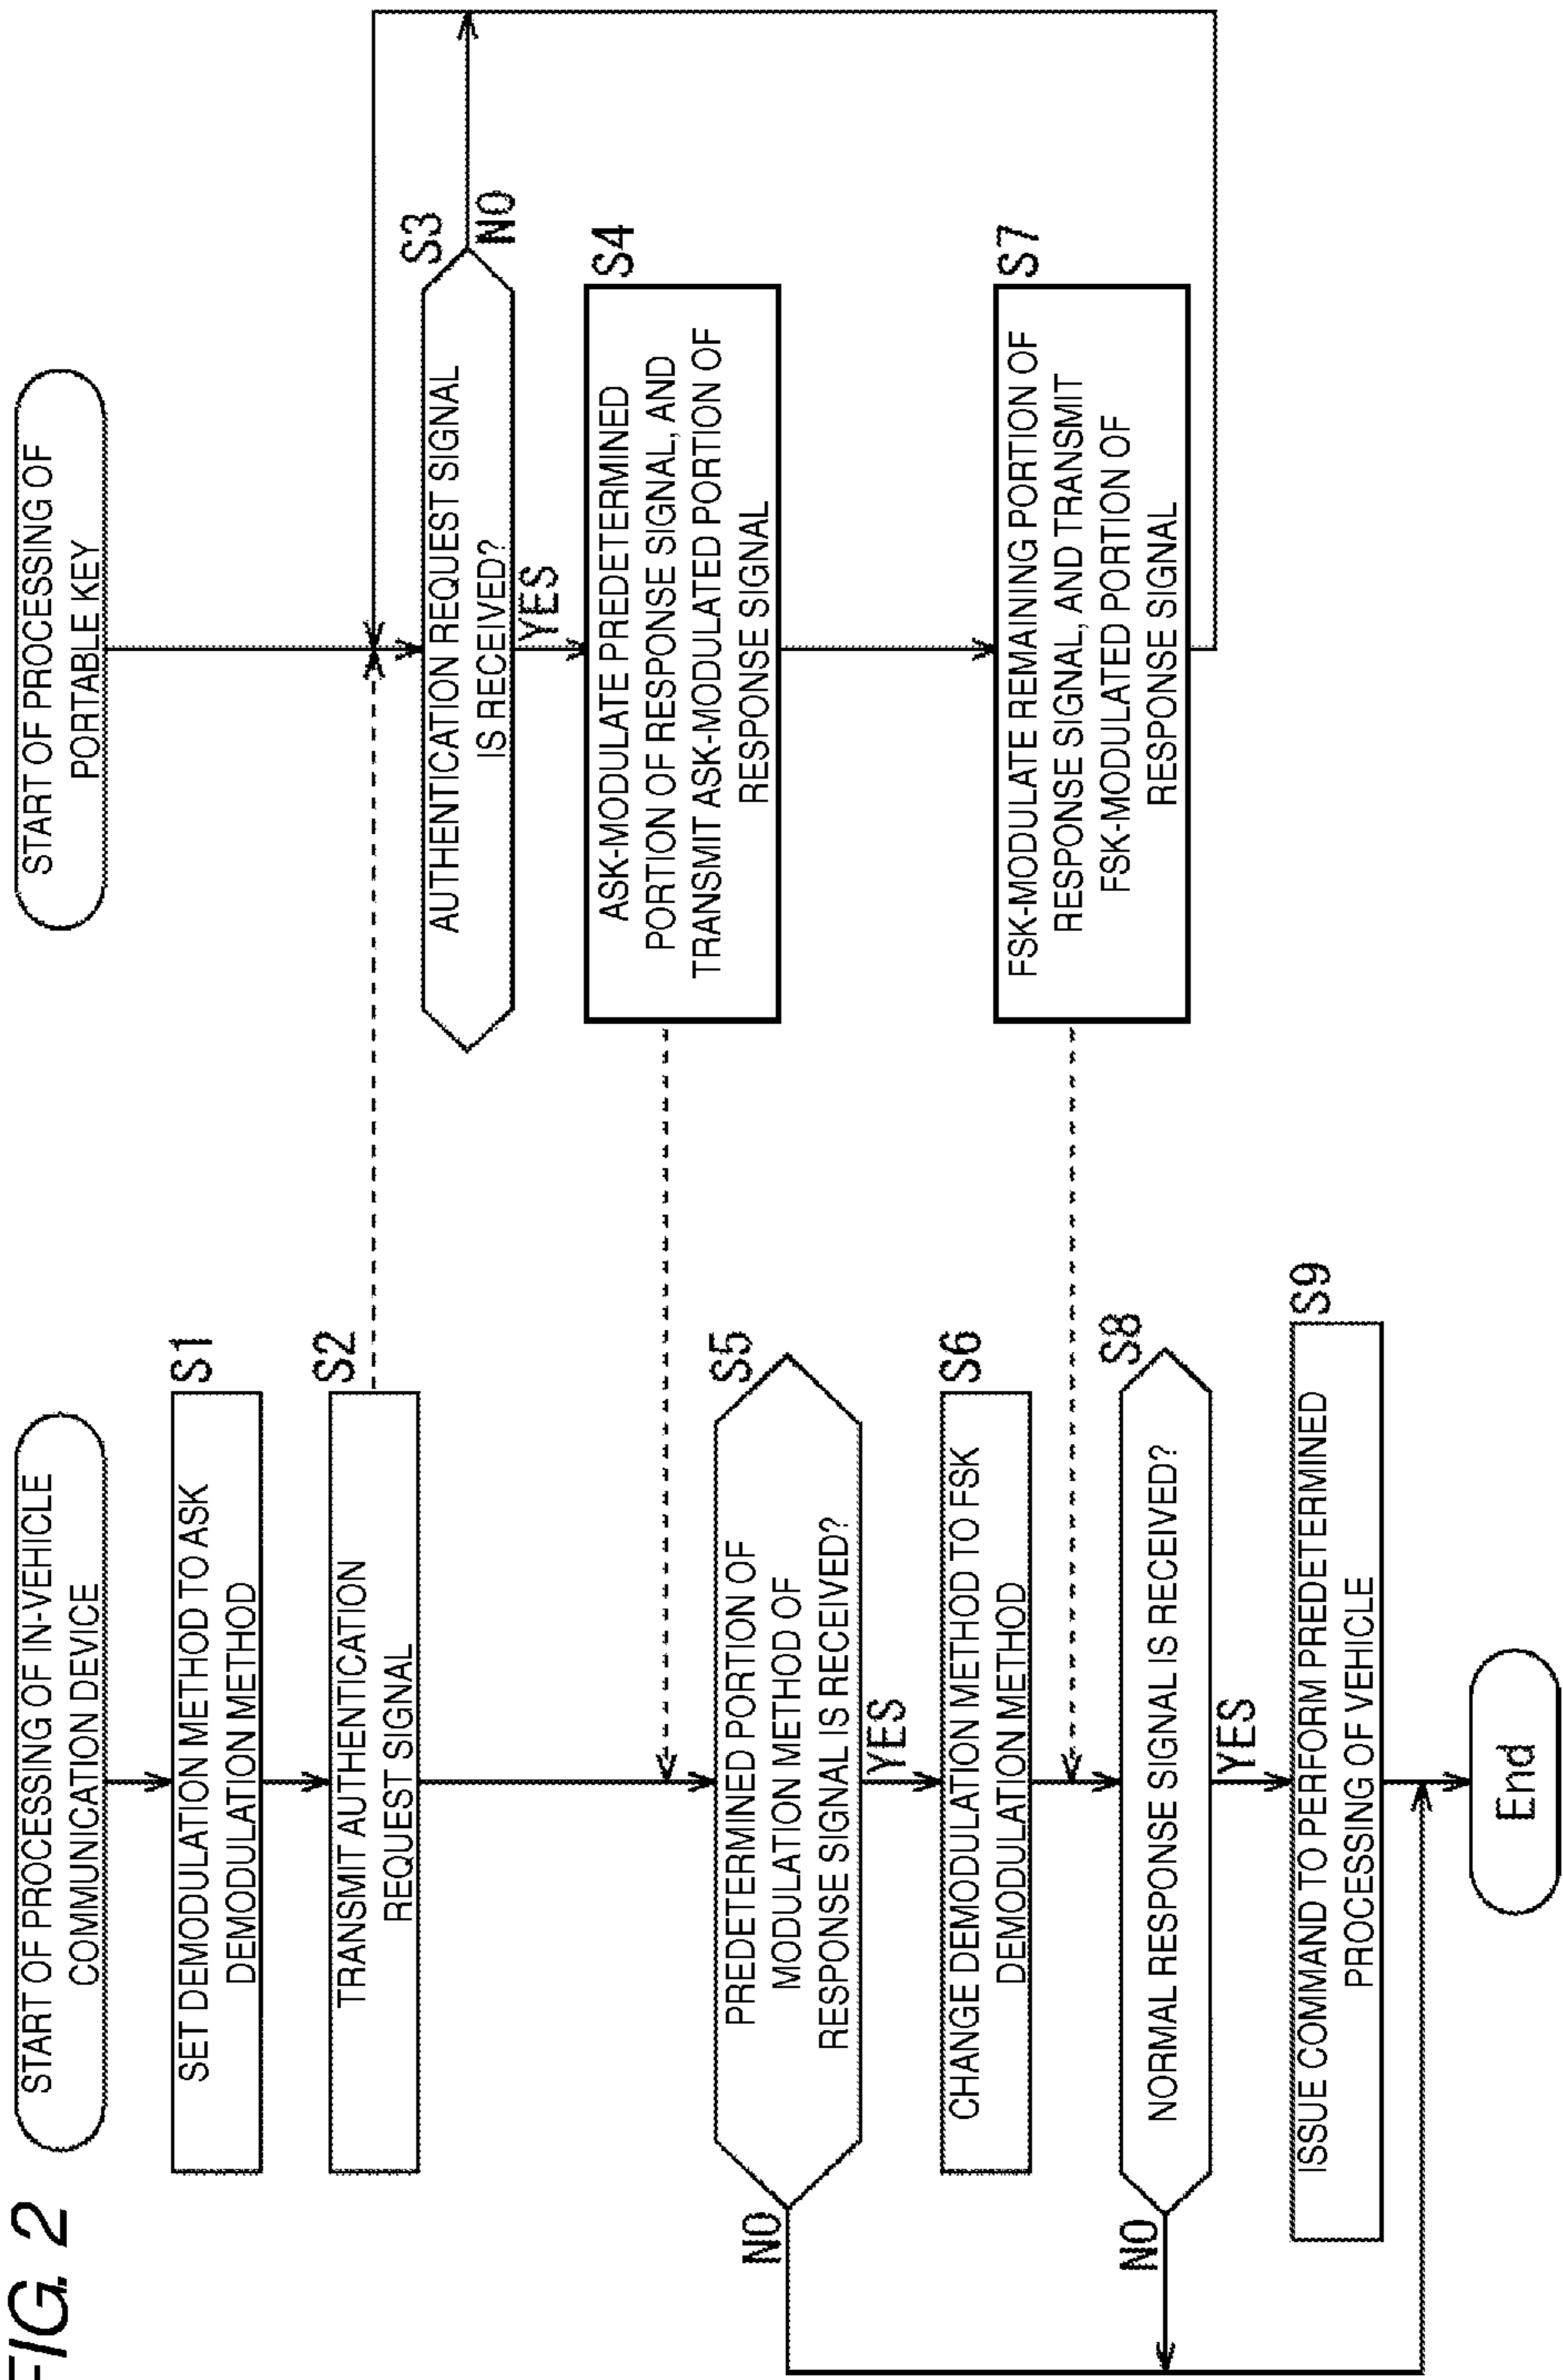 FIG. 2
START OF PROCESSING OF IN-VEHICLE
COMMUNICATION DEVICE
S1
SET DEMODULATION METHOD TO ASK
DEMODULATION METHOD
S2
TRANSMIT AUTHENTICATION
REQUEST SIGNAL
S5
PREDETERMINED PORTION OF
MODULATION METHOD OF
RESPONSE SIGNAL IS RECEIVED?
NO
YES
S6
CHANGE DEMODULATION METHOD TO FSK
DEMODULATION METHOD
S8
NORMAL RESPONSE SIGNAL IS RECEIVED?
NO
YES
S9
ISSUE COMMAND TO PERFORM PREDETERMINED
PROCESSING OF VEHICLE
End
START OF PROCESSING OF
PORTABLE KEY
S3
AUTHENTICATION REQUEST SIGNAL
IS RECEIVED?
NO
YES
S4
ASK-MODULATE PREDETERMINED
PORTION OF RESPONSE SIGNAL, AND
TRANSMIT ASK-MODULATED PORTION OF
RESPONSE SIGNAL
S7
FSK-MODULATE REMAINING PORTION OF
RESPONSE SIGNAL, AND TRANSMIT
FSK-MODULATED PORTION OF
RESPONSE SIGNAL